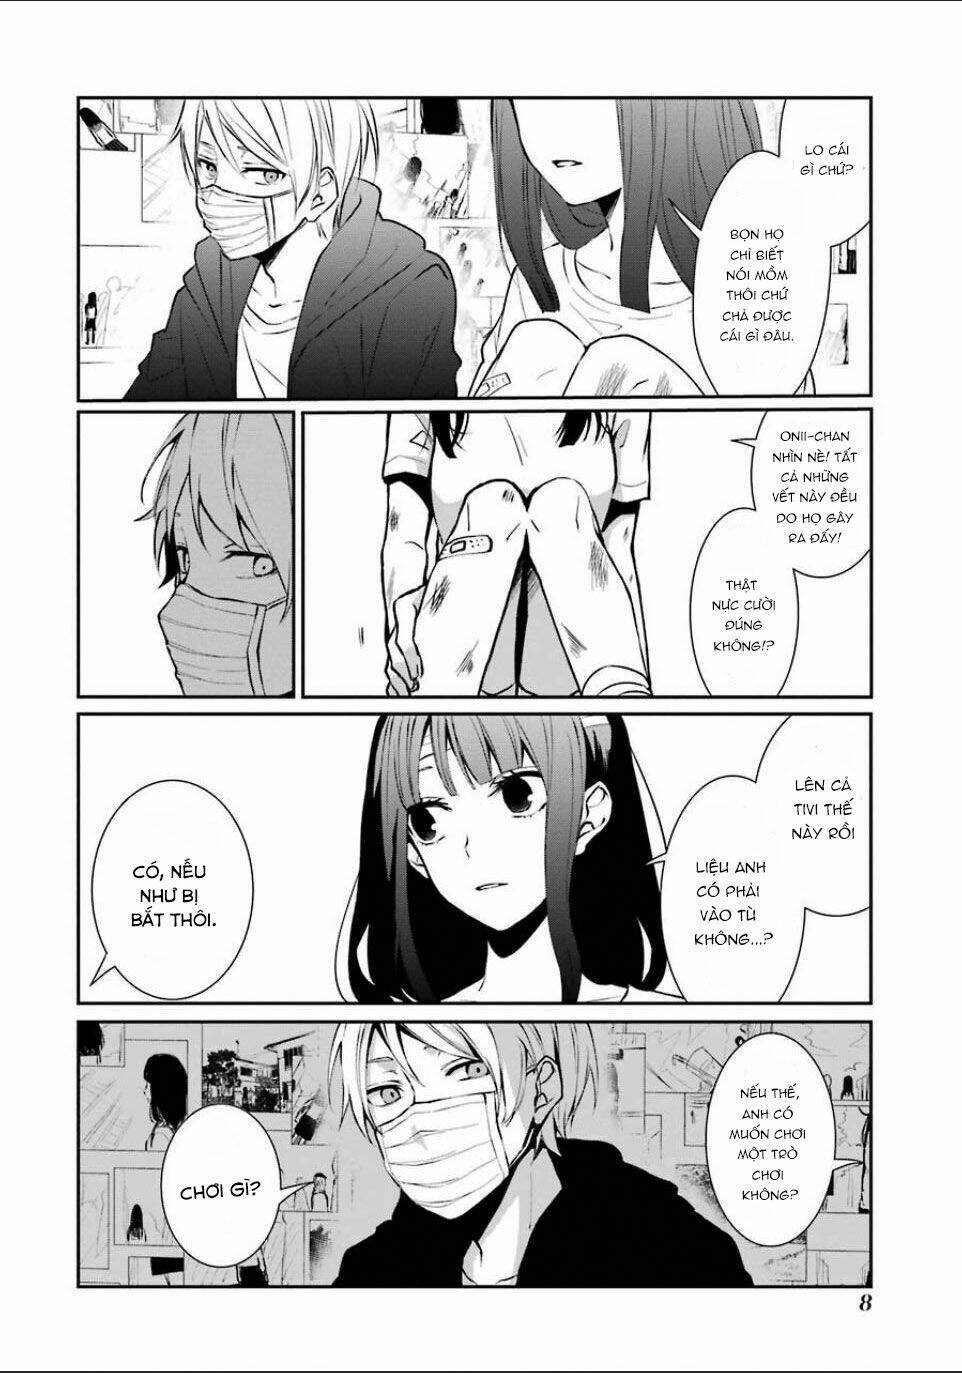 LO CÁI
GÌ CHỨ?
BỌN HỌ
CHỈ BIẾT
NÓI MỒM
THÔI CHỨ
CHẢ ĐƯỢC
CÁI GÌ ĐÂU.
ONII-CHAN
NHÌN NÈ! TẤT
CẢ NHỮNG
VẾT NÀY ĐỀU
DO HỌ GÂY
RA ĐẤY!
THẬT
NỰC CƯỜI
ĐÚNG
KHÔNG!?
LÊN CẢ
TIVI THẾ
NÀY RỒI
LIỆU ANH
CÓ PHẢI
VÀO TÙ
KHÔNG...?
CÓ, NẾU
NHƯ BỊ
BẮT THÔI.
NẾU THẾ,
ANH CÓ
MUỐN CHƠI
MỘT TRÒ
CHƠI
KHÔNG?
CHƠI GÌ?
8